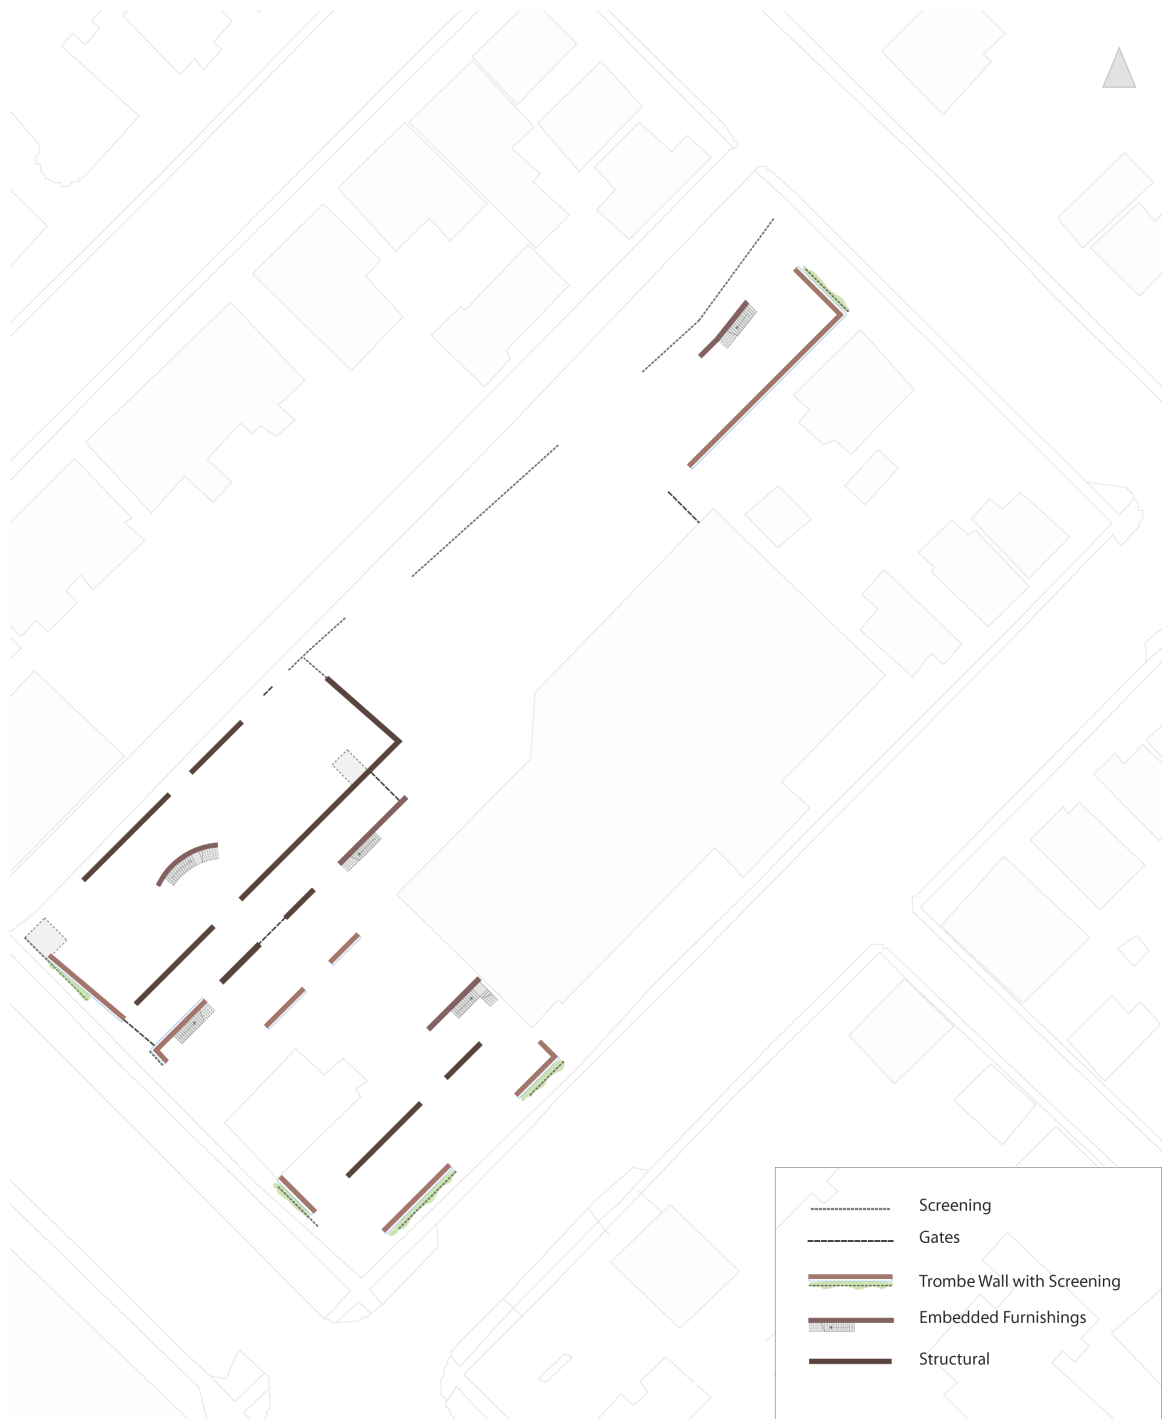 Screening
Gates
Trombe Wall with Screening
Embedded Furnishings
Structural